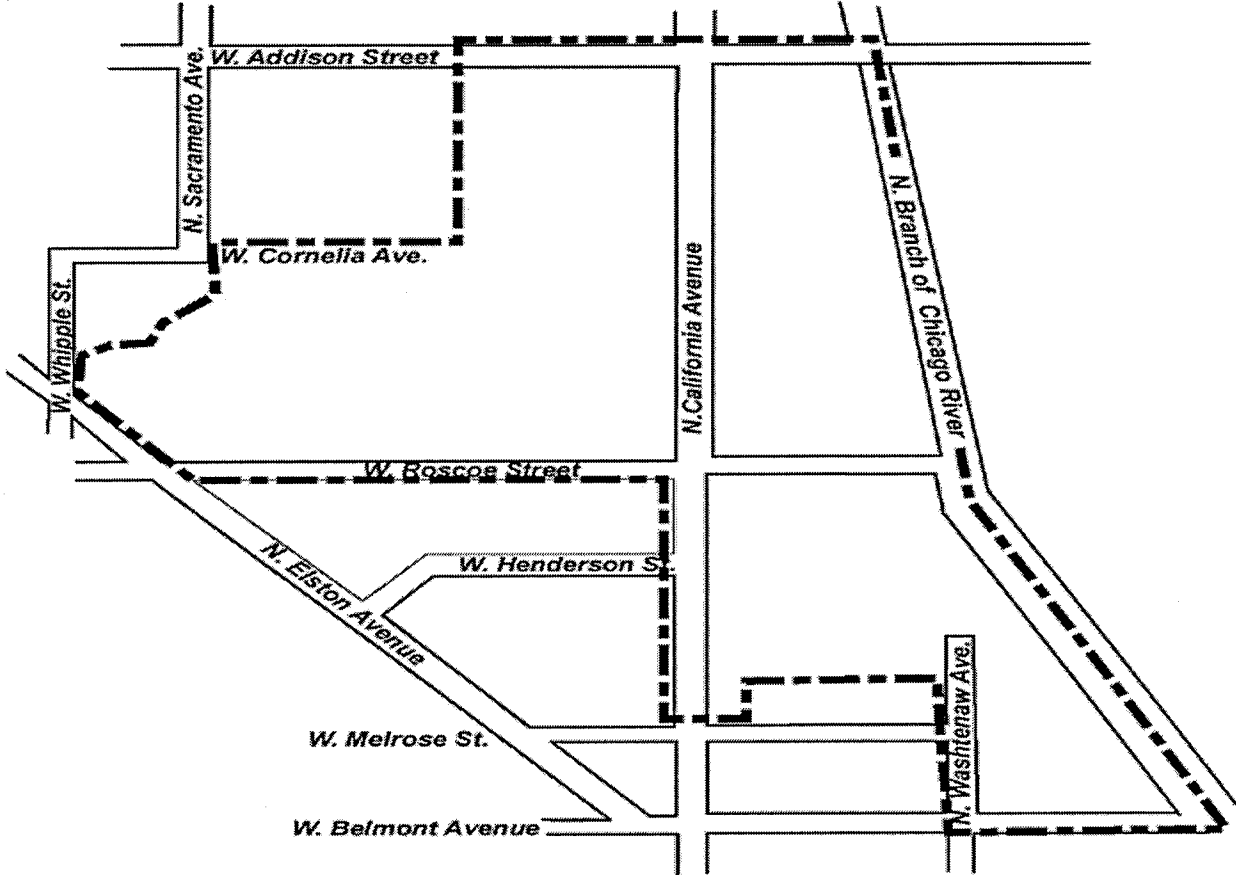 W. Addison Street
N. Sacramento Ave.
W. Cornelia Ave.
W. Whipple St.
N. Branch of Chicago River
N.California Avenue
W. Roscoe Street
W. Henderson St.
N. Elston Avenue
N. Washtenaw Ave.
W. Melrose St.
W. Belmont Avenue